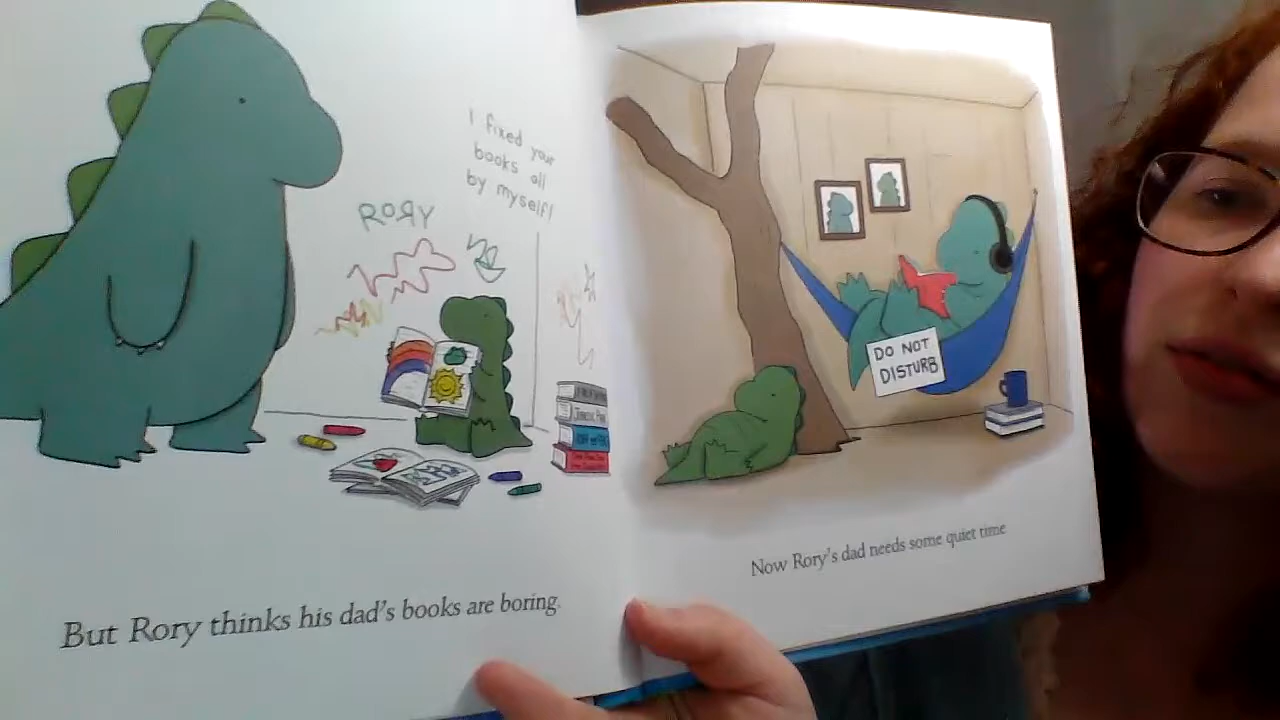 I fixed your
books all
by myself!
RORY
But Rory thinks his dad's books are boring.
DO NOT
DISTURB
Now Rory's dad needs some quiet time